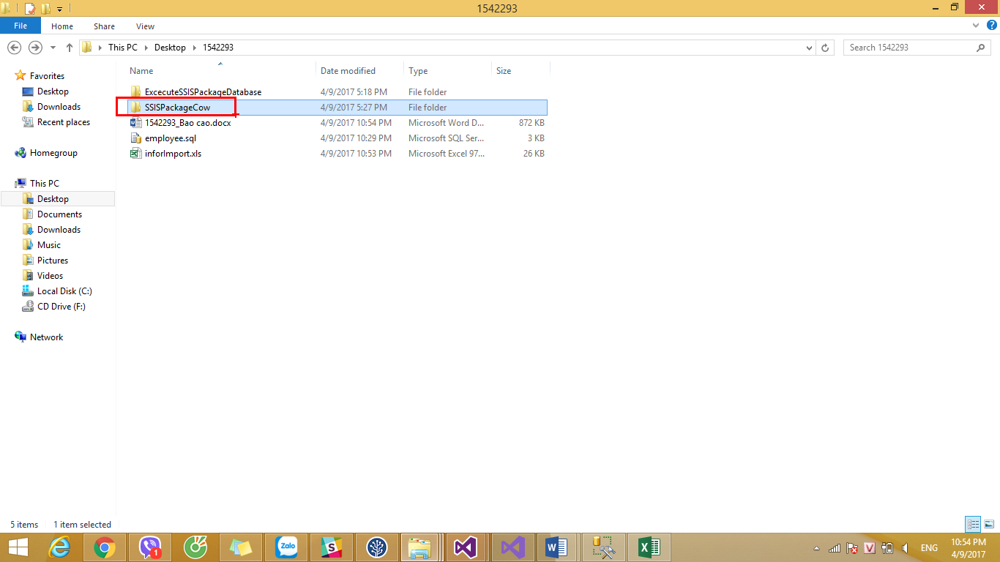 1542293
File Home Share View
This PC Desktop 1542293 Search 1542293
Name Date modified Type Size
Favorites
Desktop
Downloads
Recent places
Homegroup
This PC
Desktop
Documents
Downloads
Music
Pictures
Videos
Local Disk (C:)
CD Drive (F:)
Network
ExcecuteSSISPackageDatabase 4/9/2017 5:18 PM File folder
SSISPackageCow 4/9/2017 5:27 PM File folder
1542293_Bao cao.docx 4/9/2017 10:54 PM Microsoft Word D... 872 KB
employee.sql 4/9/2017 10:29 PM Microsoft SQL Ser... 3 KB
inforImport.xls 4/9/2017 10:53 PM Microsoft Excel 97... 26 KB
5 items 1 item selected
1 Zalo ENG 10:54 PM
4/9/2017